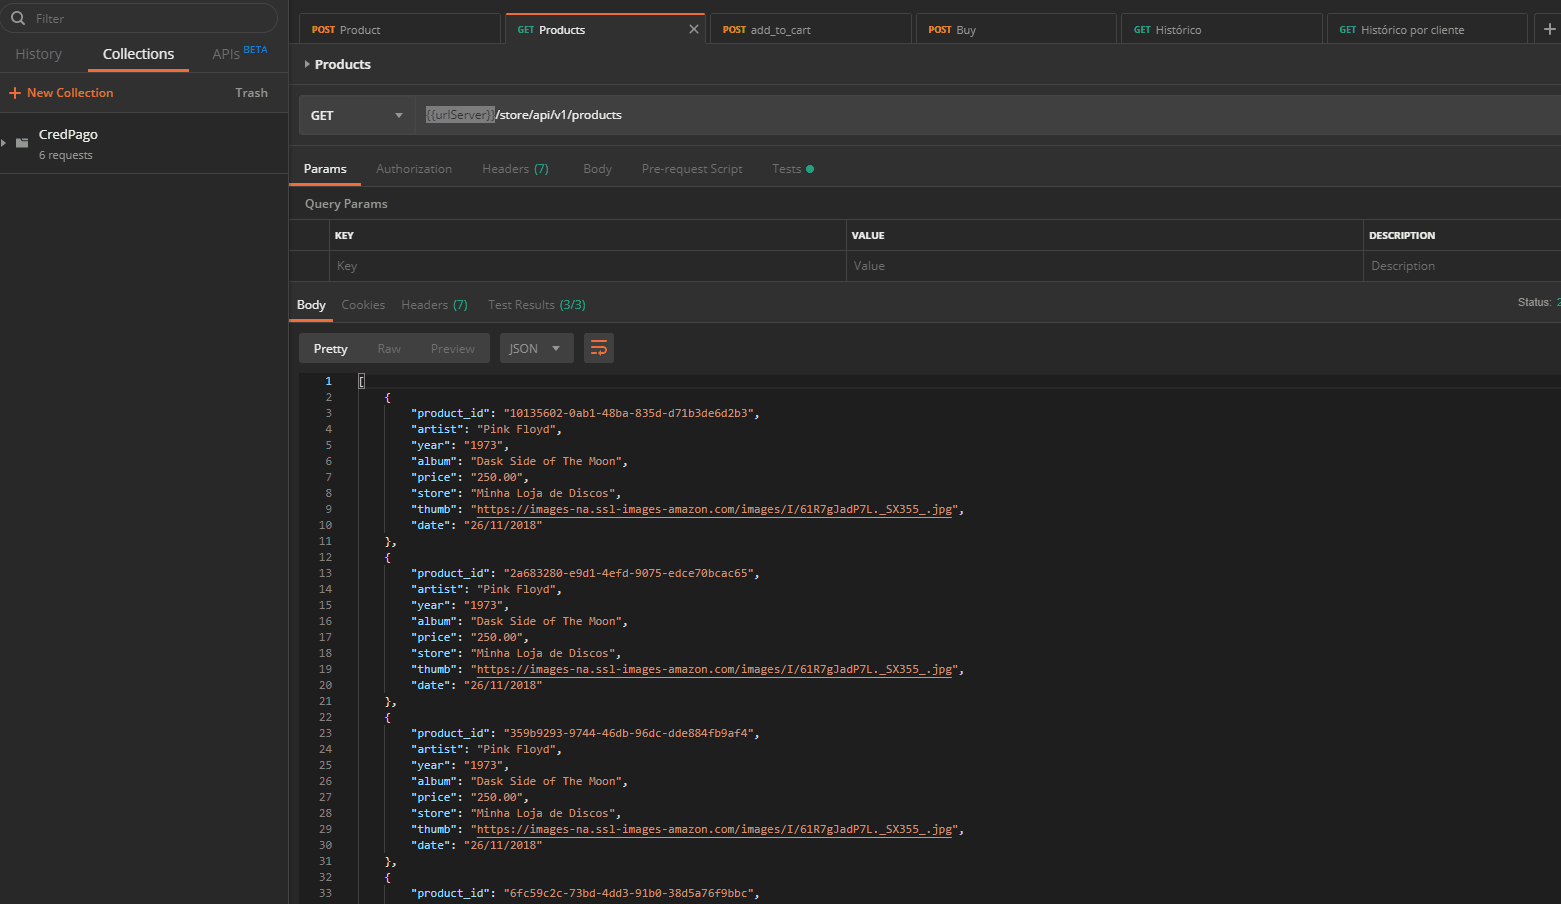 Filter
History
Collections
APIs BETA
+ New Collection
Trash
CredPago
6 requests
POST Product
GET Products
POST add_to_cart
POST Buy
GET Histórico
GET Histórico por cliente
Products
GET
{{urlServer}}/store/api/v1/products
Params
Authorization
Headers (7)
Body
Pre-request Script
Tests
Query Params
KEY
VALUE
DESCRIPTION
Key
Value
Description
Body
Cookies
Headers (7)
Test Results (3/3)
Status: 2
Pretty
Raw
Preview
JSON
1 [
2 {
3 "product_id": "10135602-0ab1-48ba-835d-d71b3de6d2b3",
4 "artist": "Pink Floyd",
5 "year": "1973",
6 "album": "Dask Side of The Moon",
7 "price": "250.00",
8 "store": "Minha Loja de Discos",
9 "thumb": "https://images-na.ssl-images-amazon.com/images/I/61R7gJadP7L._SX355_.jpg",
10 "date": "26/11/2018"
11 },
12 {
13 "product_id": "2a683280-e9d1-4efd-9075-edce70bcac65",
14 "artist": "Pink Floyd",
15 "year": "1973",
16 "album": "Dask Side of The Moon",
17 "price": "250.00",
18 "store": "Minha Loja de Discos",
19 "thumb": "https://images-na.ssl-images-amazon.com/images/I/61R7gJadP7L._SX355_.jpg",
20 "date": "26/11/2018"
21 },
22 {
23 "product_id": "359b9293-9744-46db-96dc-dde884fb9af4",
24 "artist": "Pink Floyd",
25 "year": "1973",
26 "album": "Dask Side of The Moon",
27 "price": "250.00",
28 "store": "Minha Loja de Discos",
29 "thumb": "https://images-na.ssl-images-amazon.com/images/I/61R7gJadP7L._SX355_.jpg",
30 "date": "26/11/2018"
31 },
32 {
33 "product_id": "6fc59c2c-73bd-4dd3-91b0-38d5a76f9bbc",